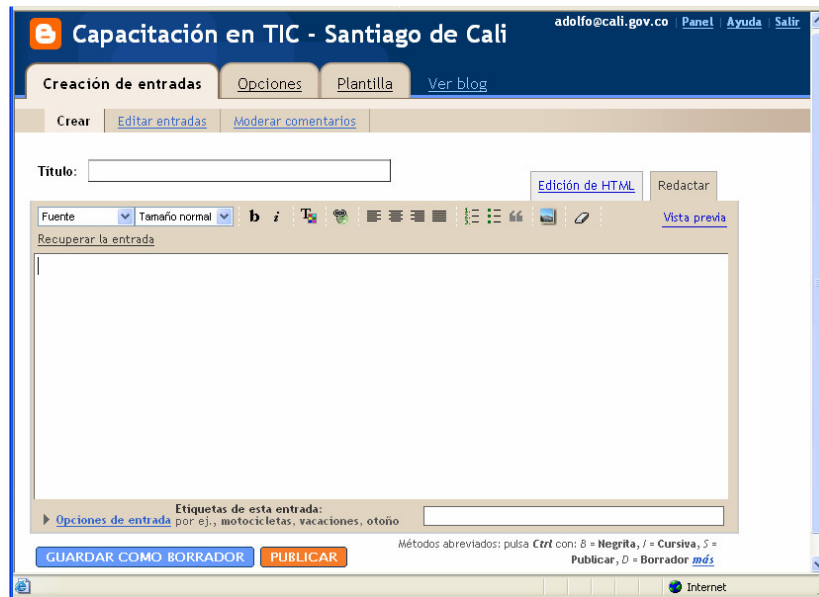 adolfo@cali.gov.co | Panel | Ayuda | Salir
Capacitación en TIC - Santiago de Cali
Creación de entradas Opciones Plantilla Ver blog
Crear Editar entradas Moderar comentarios
Título:
Edición de HTML Redactar
Fuente Tamaño normal b i T Vista previa
Recuperar la entrada
Etiquetas de esta entrada:
Opciones de entrada por ej., motocicletas, vacaciones, otoño
Métodos abreviados: pulsa Ctrl con: B = Negrita, I = Cursiva, S =
Publicar, D = Borrador más
GUARDAR COMO BORRADOR PUBLICAR
Internet